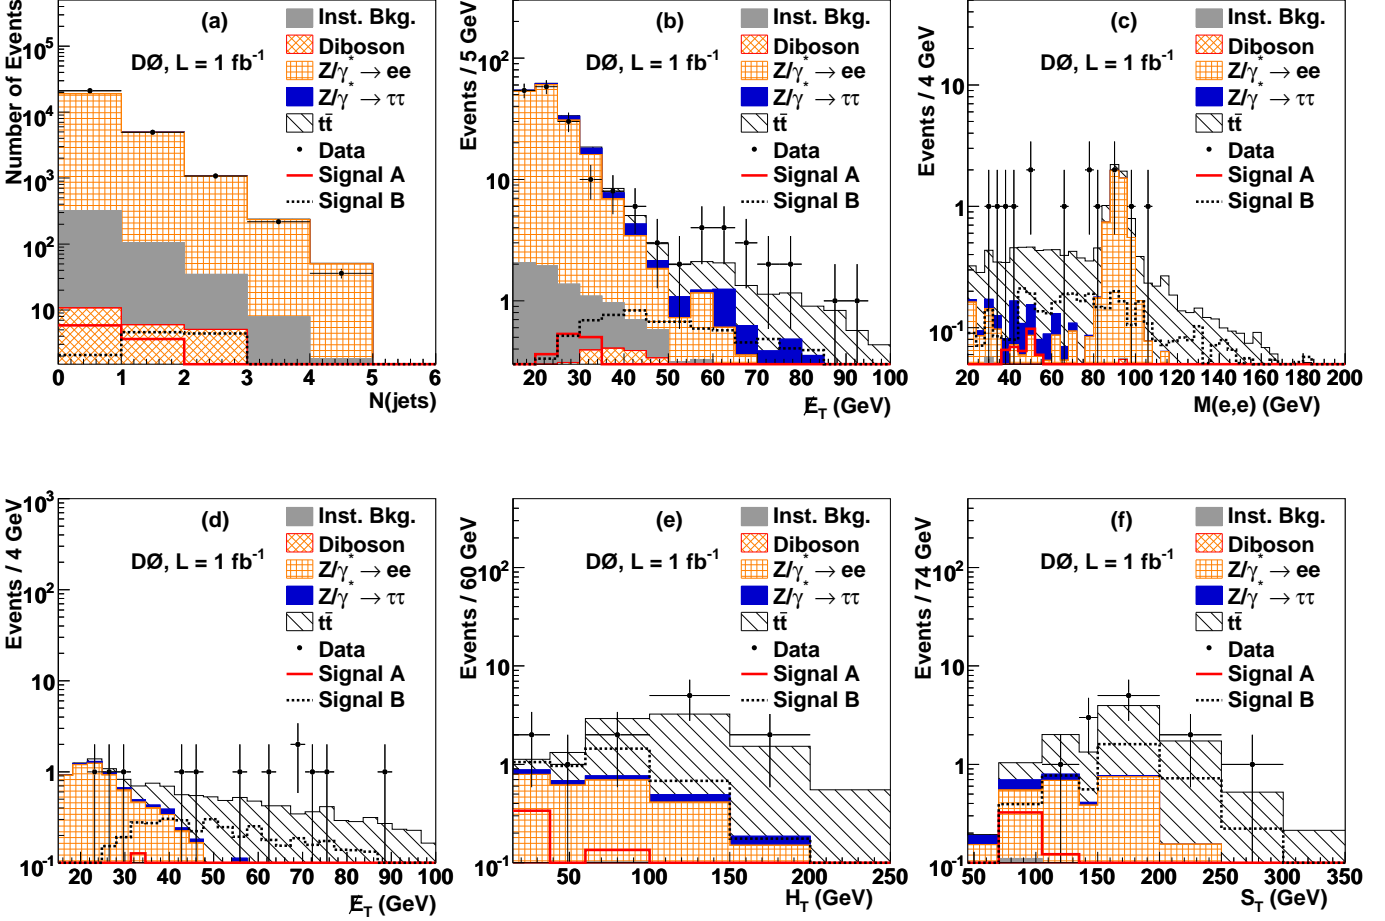 (a)
DØ, L = 1 fb⁻¹
Inst. Bkg.
Diboson
Z/γ* → ee
Z/γ* → ττ
tt̄
Data
Signal A
Signal B
Number of Events
10⁵
10⁴
10³
10²
10
1
0 1 2 3 4 5 6
N(jets)
(b)
DØ, L = 1 fb⁻¹
Inst. Bkg.
Diboson
Z/γ* → ee
Z/γ* → ττ
tt̄
Data
Signal A
Signal B
Events / 5 GeV
10²
10
1
20 30 40 50 60 70 80 90 100
E̸_T (GeV)
(c)
DØ, L = 1 fb⁻¹
Inst. Bkg.
Diboson
Z/γ* → ee
Z/γ* → ττ
tt̄
Data
Signal A
Signal B
Events / 4 GeV
10
1
10⁻¹
20 40 60 80 100 120 140 160 180 200
M(e,e) (GeV)
(d)
DØ, L = 1 fb⁻¹
Inst. Bkg.
Diboson
Z/γ* → ee
Z/γ* → ττ
tt̄
Data
Signal A
Signal B
Events / 4 GeV
10³
10²
10
1
10⁻¹
20 30 40 50 60 70 80 90 100
E̸_T (GeV)
(e)
DØ, L = 1 fb⁻¹
Inst. Bkg.
Diboson
Z/γ* → ee
Z/γ* → ττ
tt̄
Data
Signal A
Signal B
Events / 60 GeV
10²
10
1
10⁻¹
50 100 150 200 250
H_T (GeV)
(f)
DØ, L = 1 fb⁻¹
Inst. Bkg.
Diboson
Z/γ* → ee
Z/γ* → ττ
tt̄
Data
Signal A
Signal B
Events / 74 GeV
10²
10
1
10⁻¹
50 100 150 200 250 300 350
S_T (GeV)